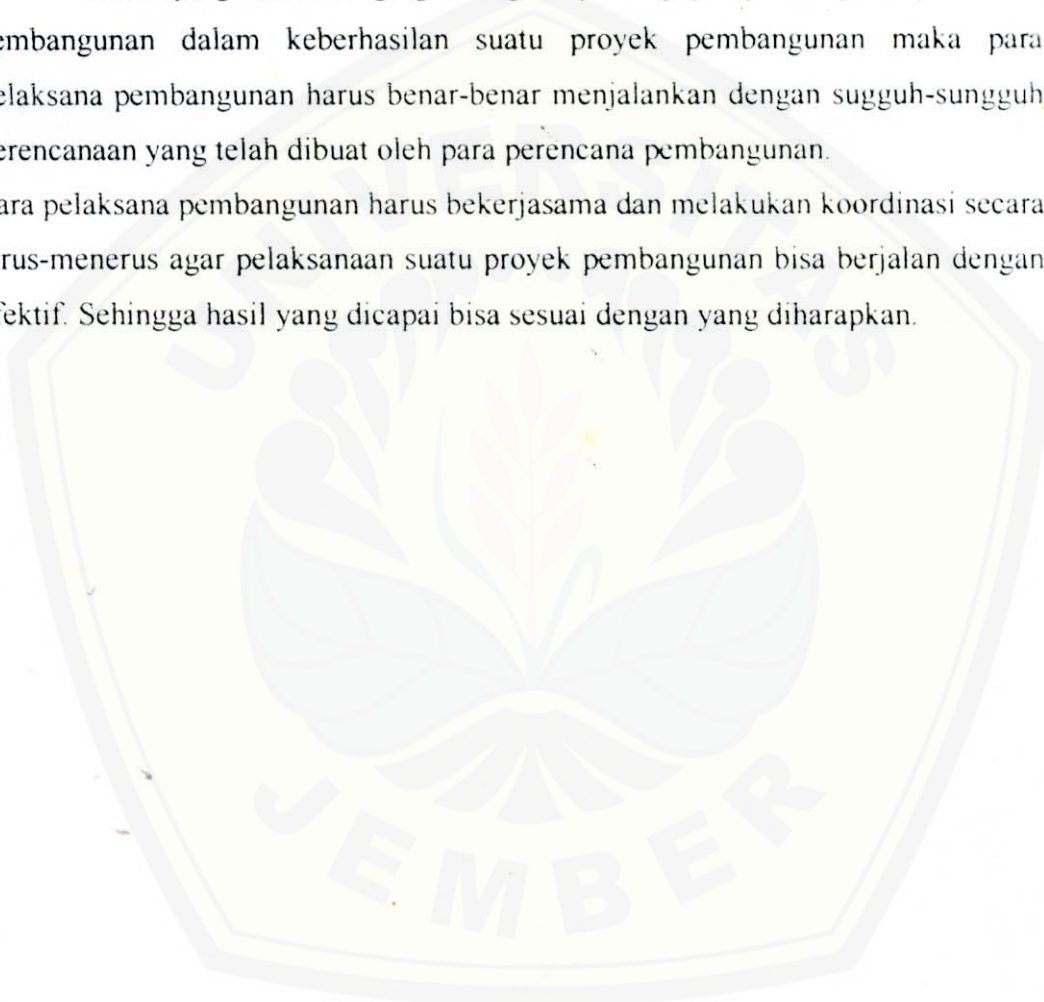 embangunan dalam keberhasilan suatu proyek pembangunan maka para
elaksana pembangunan harus benar-benar menjalankan dengan sugguh-sungguh
erencanaan yang telah dibuat oleh para perencana pembangunan.
ara pelaksana pembangunan harus bekerjasama dan melakukan koordinasi secara
rus-menerus agar pelaksanaan suatu proyek pembangunan bisa berjalan dengan
fektif. Sehingga hasil yang dicapai bisa sesuai dengan yang diharapkan.
UNIVERSITAS
JEMBER